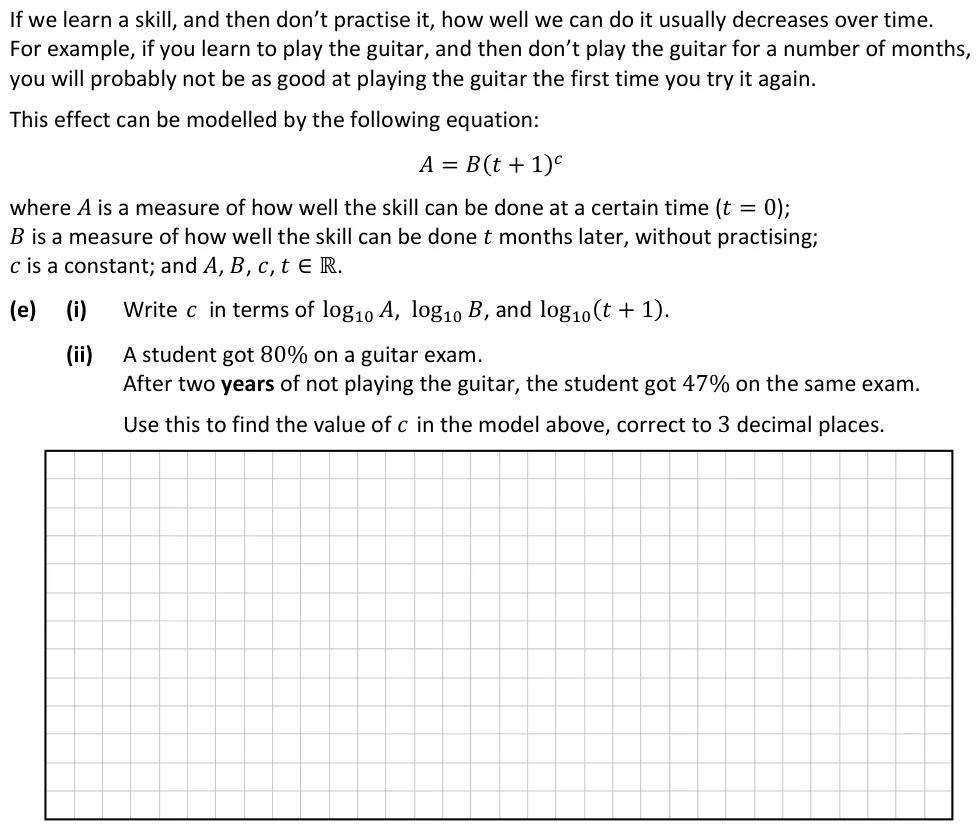 If we learn a skill, and then don’t practise it, how well we can do it usually decreases over time.
For example, if you learn to play the guitar, and then don’t play the guitar for a number of months,
you will probably not be as good at playing the guitar the first time you try it again.
This effect can be modelled by the following equation:
A = B(t + 1)^c
where A is a measure of how well the skill can be done at a certain time (t = 0);
B is a measure of how well the skill can be done t months later, without practising;
c is a constant; and A, B, c, t ∈ ℝ.
(e) (i) Write c in terms of log₁₀ A, log₁₀ B, and log₁₀(t + 1).
(ii) A student got 80% on a guitar exam.
After two years of not playing the guitar, the student got 47% on the same exam.
Use this to find the value of c in the model above, correct to 3 decimal places.